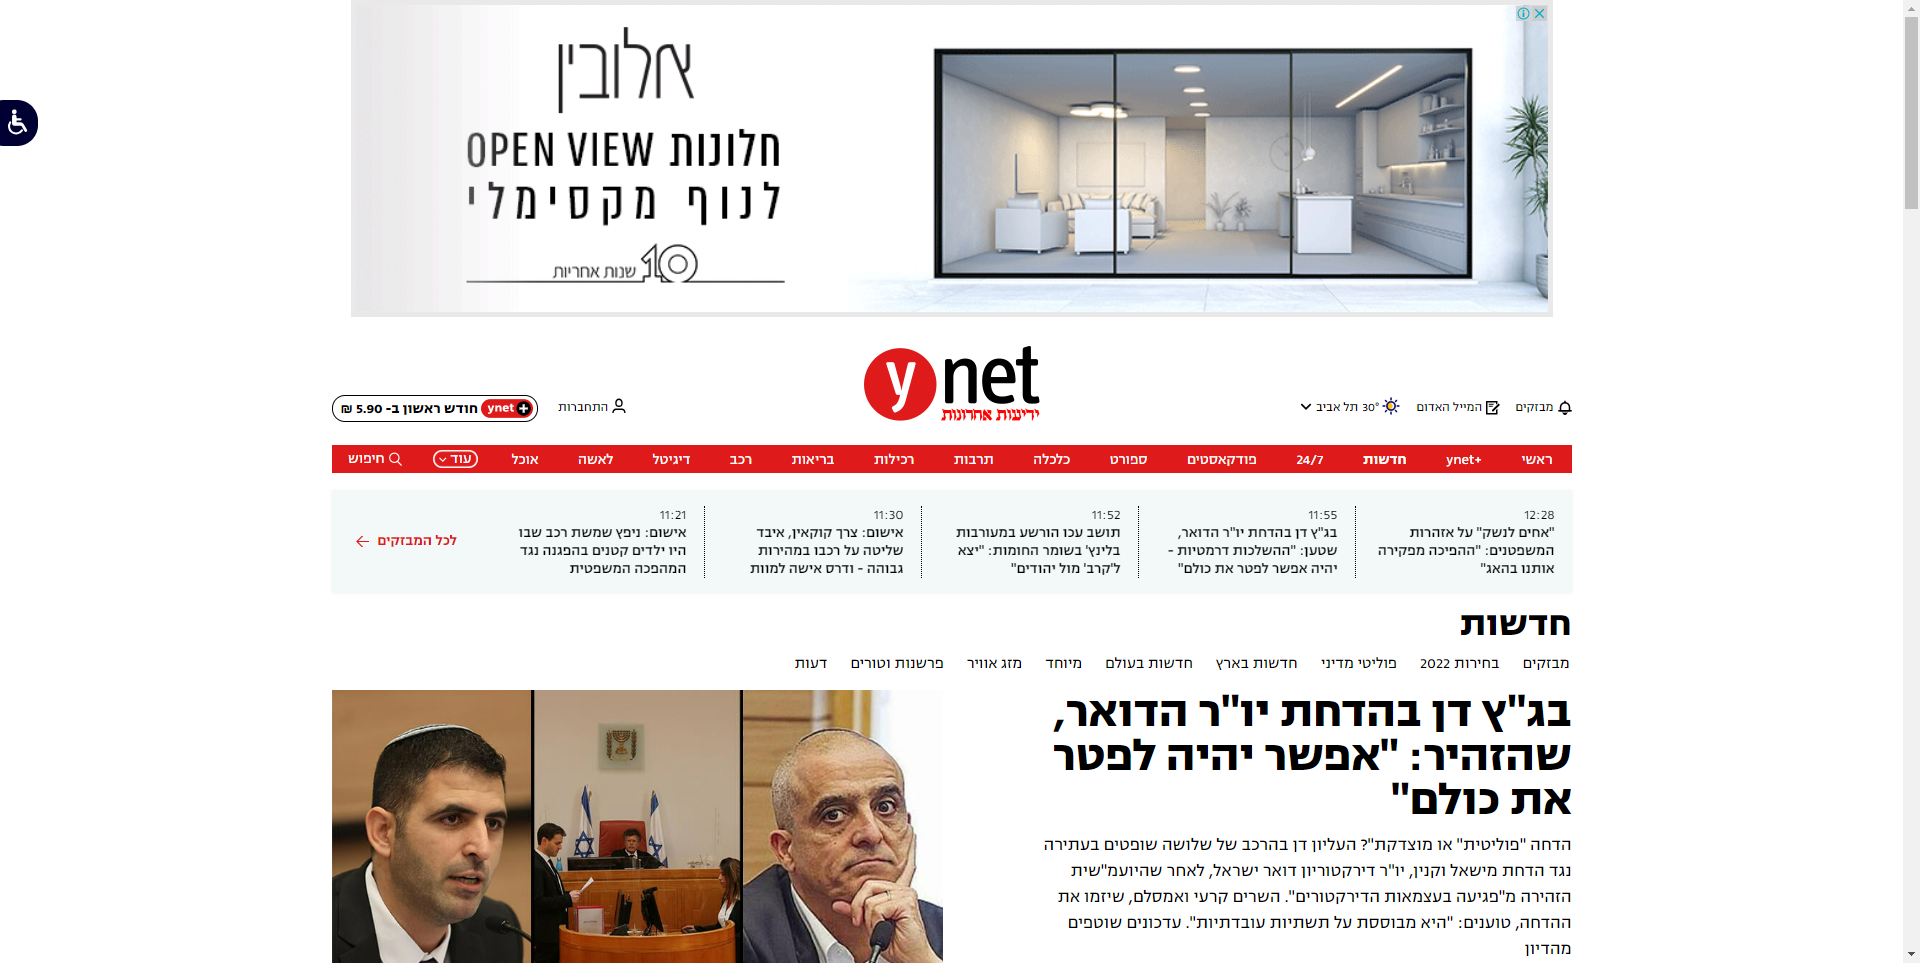 אלובין
חלונות OPEN VIEW
לנוף מקסימלי
10 שנות אחריות
ynet
ידיעות אחרונות
מבזקים
המייל האדום
30° תל אביב
התחברות
ynet+ חודש ראשון ב- 5.90 ₪
ראשי
ynet+
חדשות
24/7
פודקאסטים
ספורט
כלכלה
תרבות
רכילות
בריאות
רכב
דיגיטל
לאשה
אוכל
עוד
חיפוש
12:28
"אחים לנשק" על אזהרות
המשפטנים: "ההפיכה מפקירה
אותנו בהאג"
11:55
בג"ץ דן בהדחת יו"ר הדואר,
שטען: "ההשלכות דרמטיות -
יהיה אפשר לפטר את כולם"
11:52
תושב עכו הורשע במעורבות
בלינץ' בשומר החומות: "יצא
ל'קרב' מול יהודים"
11:30
אישום: צרך קוקאין, איבד
שליטה על רכבו במהירות
גבוהה - ודרס אישה למוות
11:21
אישום: ניפץ שמשת רכב שבו
היו ילדים קטנים בהפגנה נגד
המהפכה המשפטית
לכל המבזקים
חדשות
מבזקים
בחירות 2022
פוליטי מדיני
חדשות בארץ
חדשות בעולם
מיוחד
מזג אוויר
פרשנות וטורים
דעות
בג"ץ דן בהדחת יו"ר הדואר,
שהזהיר: "אפשר יהיה לפטר
את כולם"
הדחה "פוליטית" או מוצדקת? העליון דן בהרכב של שלושה שופטים בעתירה
נגד הדחת מישאל וקנין, יו"ר דירקטוריון דואר ישראל, לאחר שהיועמ"שית
הזהירה מ"פגיעה בעצמאות הדירקטורים". השרים קרעי ואמסלם, שיזמו את
ההדחה, טוענים: "היא מבוססת על תשתיות עובדתיות". עדכונים שוטפים
מהדיון